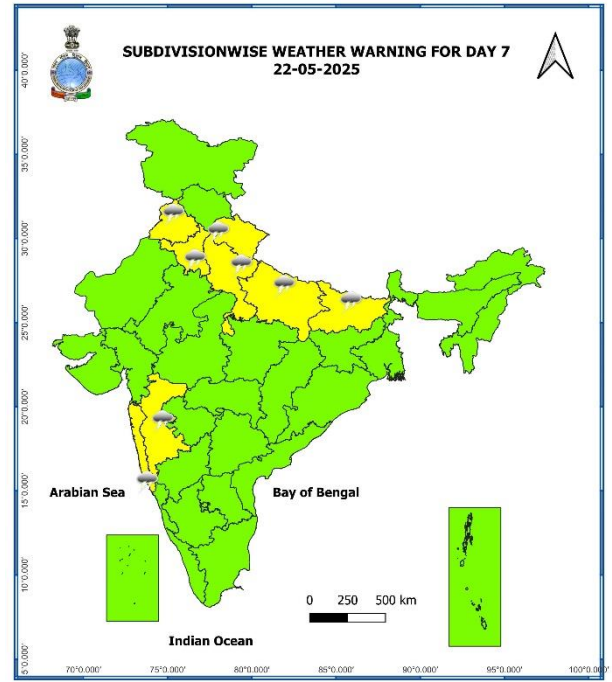 SUBDIVISIONWISE WEATHER WARNING FOR DAY 7
22-05-2025
40°0.000'
35°0.000'
30°0.000'
25°0.000'
20°0.000'
15°0.000'
10°0.000'
5°0.000'
Arabian Sea
Bay of Bengal
0 250 500 km
Indian Ocean
70°0.000' 75°0.000' 80°0.000' 85°0.000' 90°0.000' 95°0.000' 100°0.000'